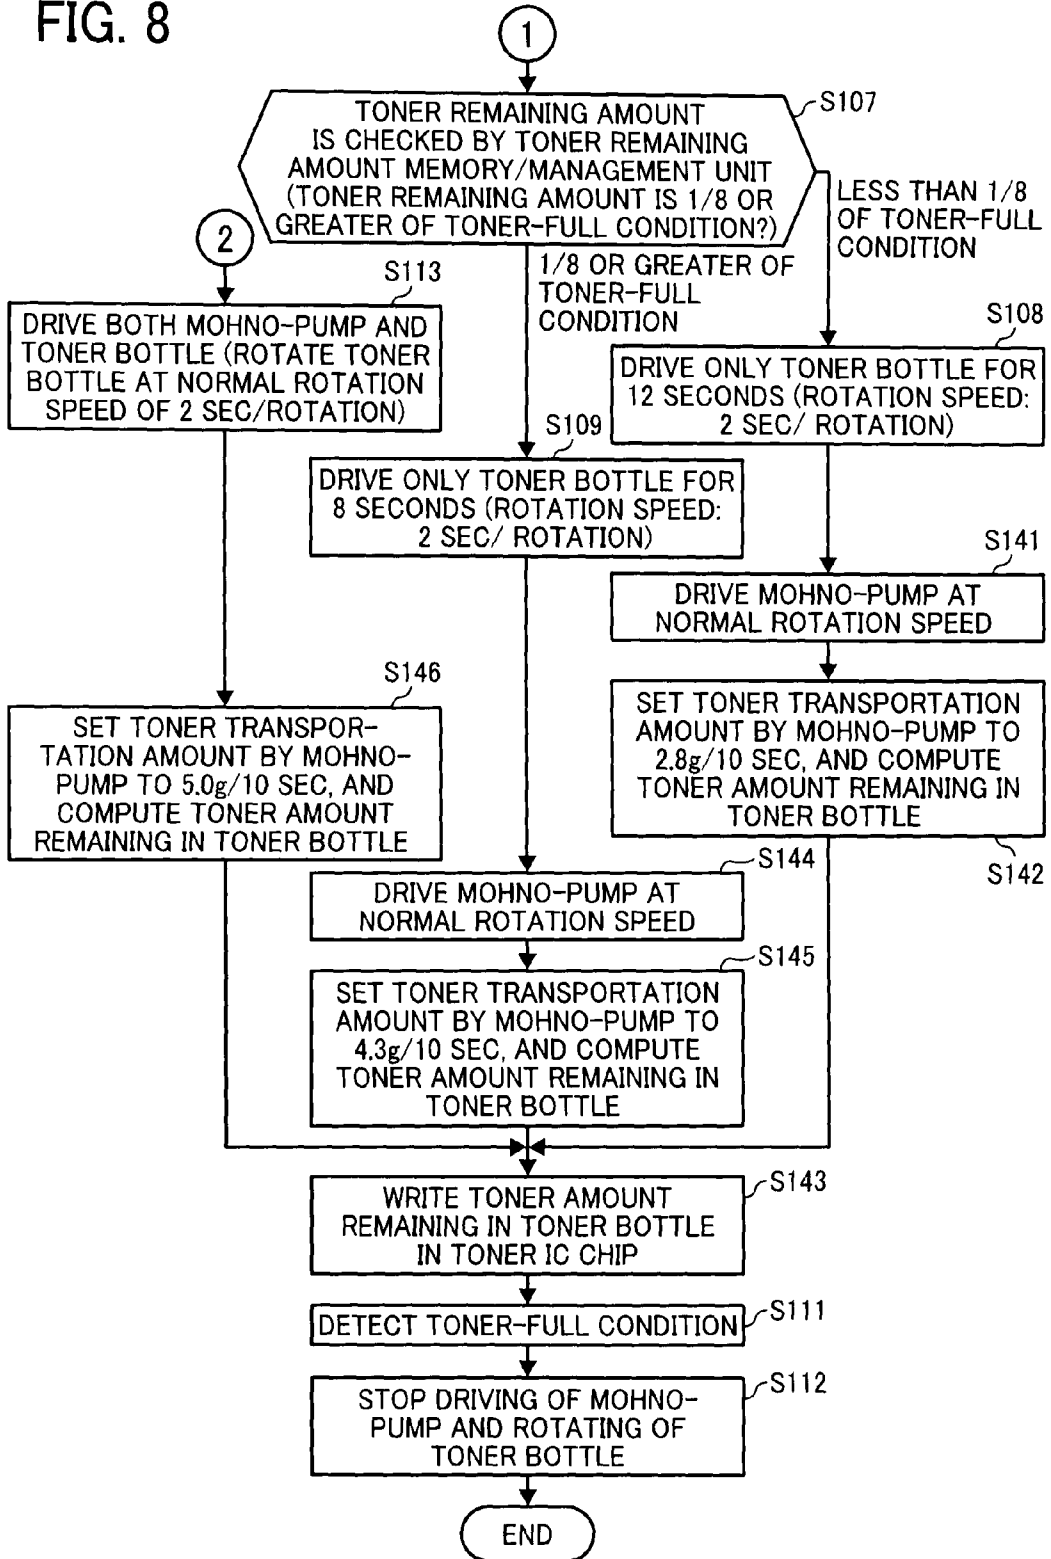 FIG. 8
1
TONER REMAINING AMOUNT
IS CHECKED BY TONER REMAINING
AMOUNT MEMORY/MANAGEMENT UNIT
(TONER REMAINING AMOUNT IS 1/8 OR
GREATER OF TONER-FULL CONDITION?)
S107
LESS THAN 1/8
OF TONER-FULL
CONDITION
1/8 OR GREATER OF
TONER-FULL
CONDITION
2
S113
DRIVE BOTH MOHNO-PUMP AND
TONER BOTTLE (ROTATE TONER
BOTTLE AT NORMAL ROTATION
SPEED OF 2 SEC/ROTATION)
S108
DRIVE ONLY TONER BOTTLE FOR
12 SECONDS (ROTATION SPEED:
2 SEC/ ROTATION)
S109
DRIVE ONLY TONER BOTTLE FOR
8 SECONDS (ROTATION SPEED:
2 SEC/ ROTATION)
S141
DRIVE MOHNO-PUMP AT
NORMAL ROTATION SPEED
S146
SET TONER TRANSPOR-
TATION AMOUNT BY MOHNO-
PUMP TO 5.0g/10 SEC, AND
COMPUTE TONER AMOUNT
REMAINING IN TONER BOTTLE
SET TONER TRANSPORTATION
AMOUNT BY MOHNO-PUMP TO
2.8g/10 SEC, AND COMPUTE
TONER AMOUNT REMAINING IN
TONER BOTTLE
S142
S144
DRIVE MOHNO-PUMP AT
NORMAL ROTATION SPEED
S145
SET TONER TRANSPORTATION
AMOUNT BY MOHNO-PUMP TO
4.3g/10 SEC, AND COMPUTE
TONER AMOUNT REMAINING IN
TONER BOTTLE
S143
WRITE TONER AMOUNT
REMAINING IN TONER BOTTLE
IN TONER IC CHIP
S111
DETECT TONER-FULL CONDITION
S112
STOP DRIVING OF MOHNO-
PUMP AND ROTATING OF
TONER BOTTLE
END